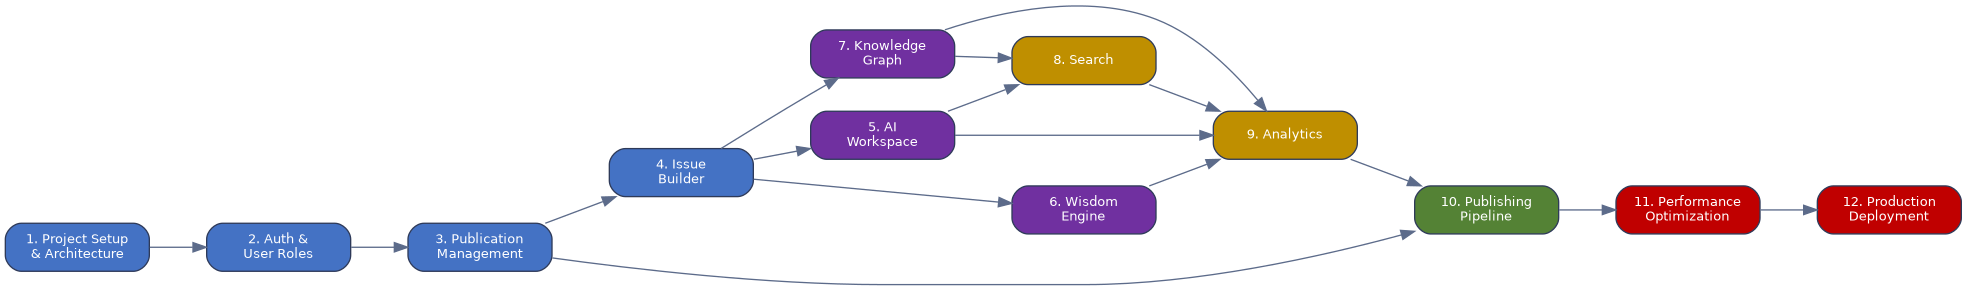 1. Project Setup
& Architecture
2. Auth &
User Roles
3. Publication
Management
4. Issue
Builder
7. Knowledge
Graph
5. AI
Workspace
6. Wisdom
Engine
8. Search
9. Analytics
10. Publishing
Pipeline
11. Performance
Optimization
12. Production
Deployment